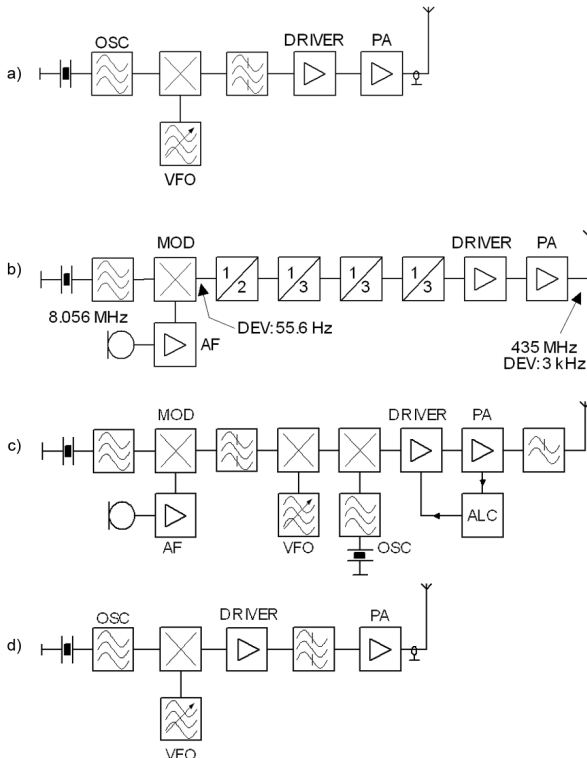 a)
OSC
DRIVER
PA
VFO
b)
MOD
DRIVER
PA
1/2
1/3
1/3
1/3
8.056 MHz
DEV: 55.6 Hz
AF
435 MHz
DEV: 3 kHz
c)
MOD
DRIVER
PA
ALC
AF
VFO
OSC
d)
OSC
DRIVER
PA
VFO